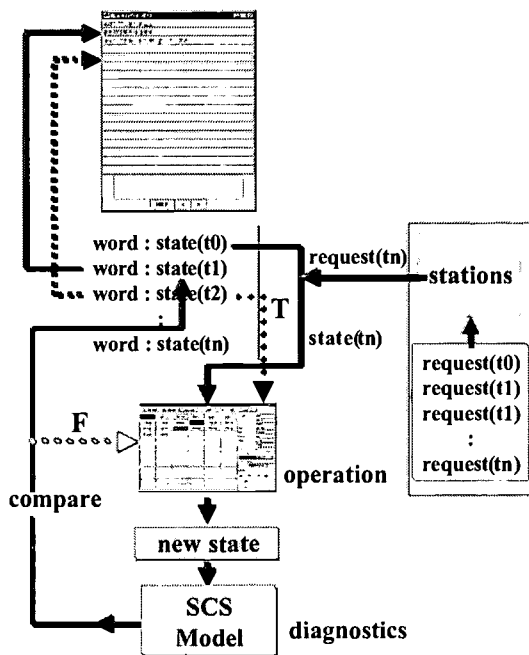 HELP < >
word : state(t0)
word : state(t1)
word : state(t2)
:
word : state(tn)
T
request(tn)
stations
state(tn)
request(t0)
request(t1)
request(t1)
:
request(tn)
F
operation
compare
new state
SCS
Model
diagnostics